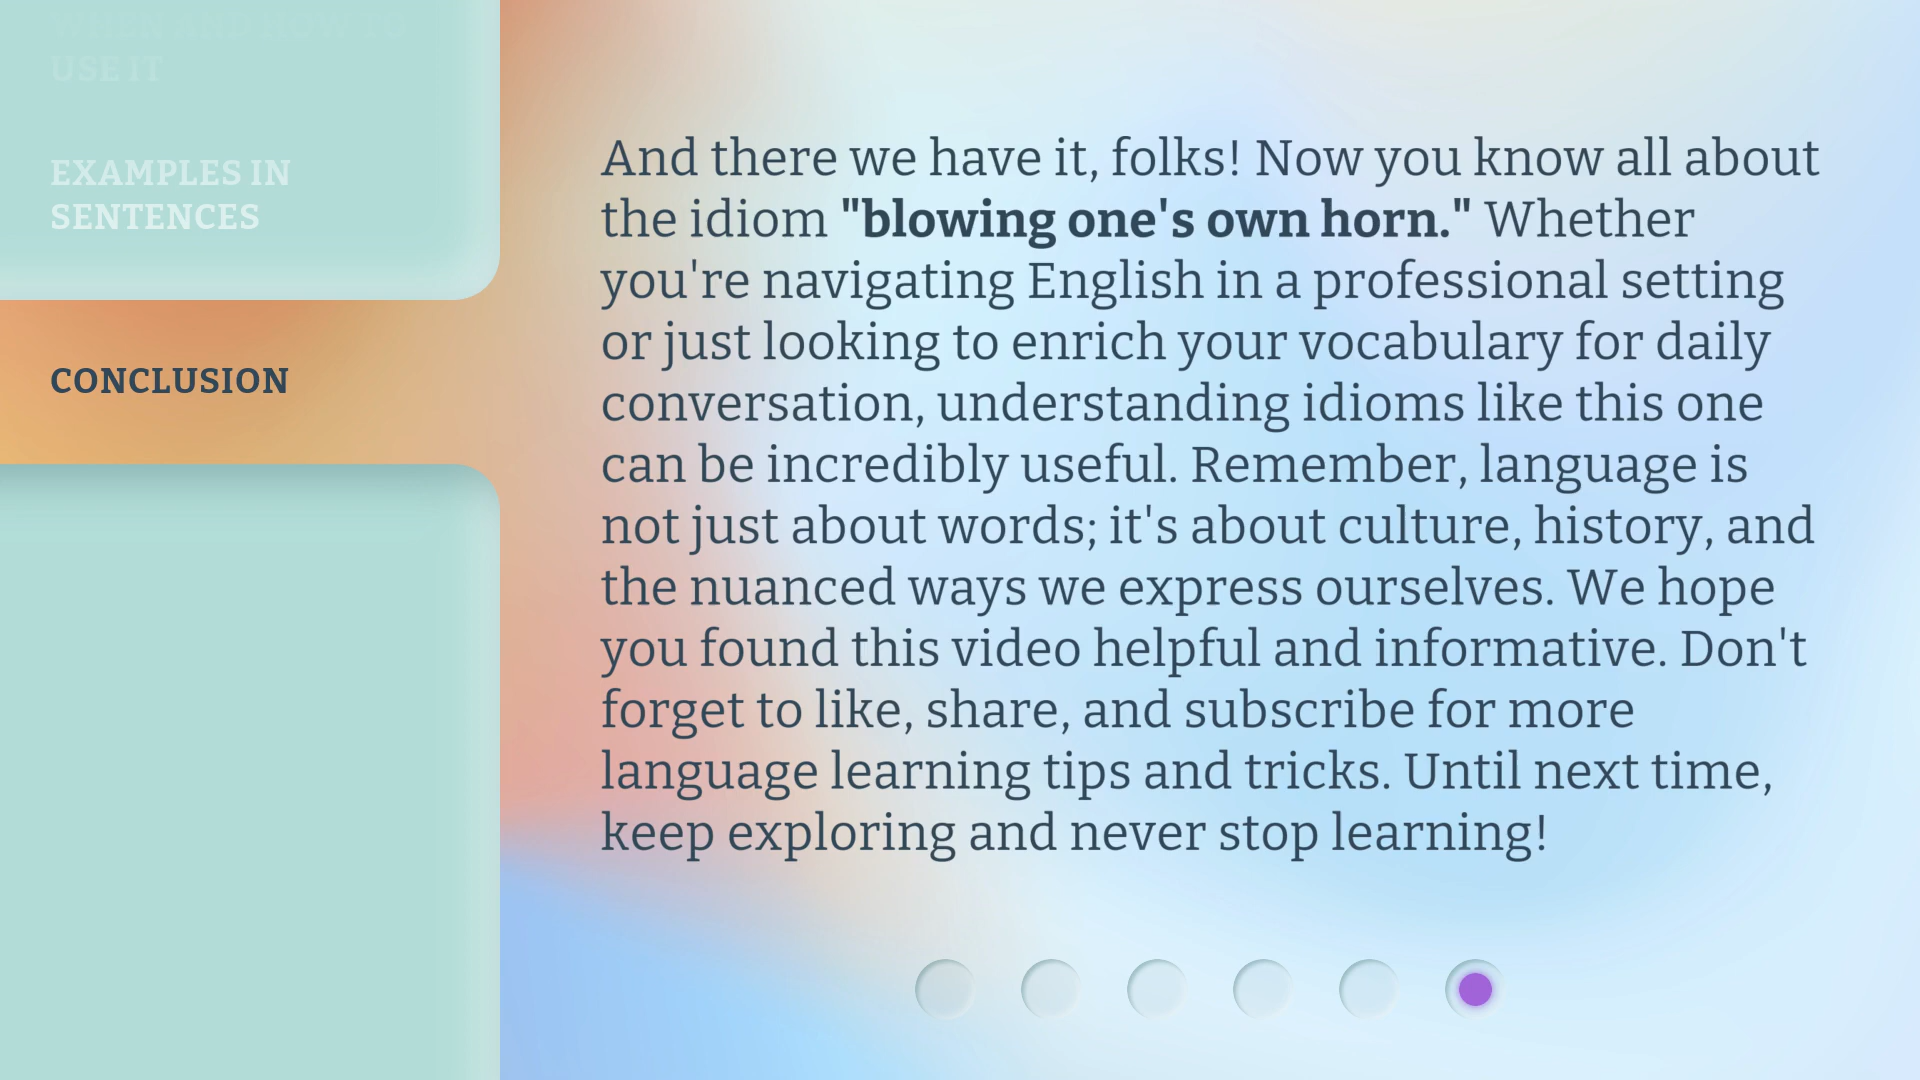 WHEN AND HOW TO
USE IT
EXAMPLES IN
SENTENCES
CONCLUSION
And there we have it, folks! Now you know all about
the idiom "blowing one's own horn." Whether
you're navigating English in a professional setting
or just looking to enrich your vocabulary for daily
conversation, understanding idioms like this one
can be incredibly useful. Remember, language is
not just about words; it's about culture, history, and
the nuanced ways we express ourselves. We hope
you found this video helpful and informative. Don't
forget to like, share, and subscribe for more
language learning tips and tricks. Until next time,
keep exploring and never stop learning!